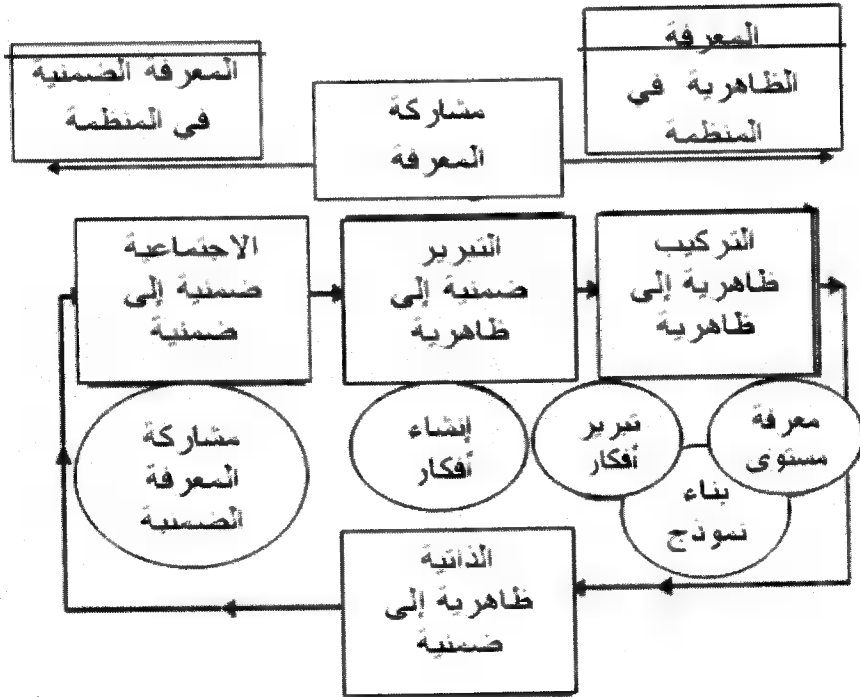 المعرفة
الظاهرية في
المنظمة
مشاركة
المعرفة
المعرفة الضمنية
في المنظمة
الاجتماعية
ضمنية إلى
ضمنية
التبرير
ضمنية إلى
ظاهرية
التركيب
ظاهرية إلى
ظاهرية
مشاركة
المعرفة
الضمنية
إنشاء
أفكار
تبرير
أفكار
معرفة
مستوى
بناء
نموذج
الذاتية
ظاهرية إلى
ضمنية